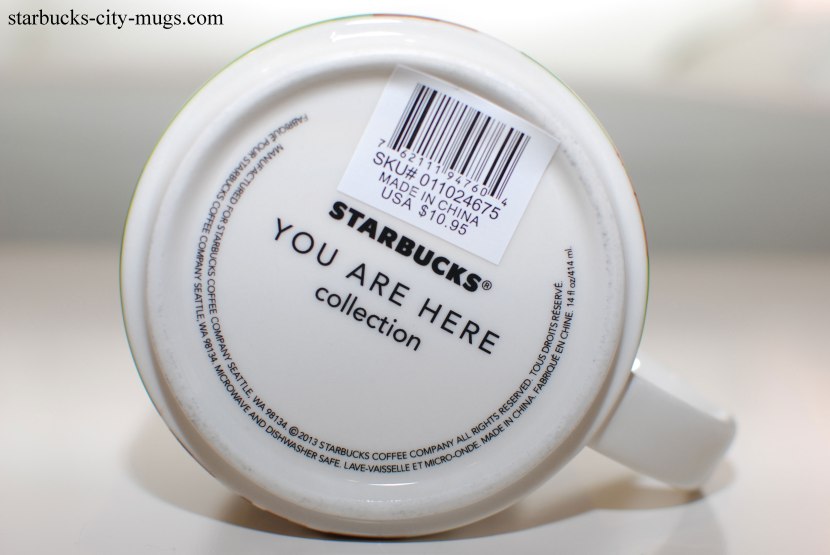 starbucks-city-mugs.com
7 62111 94760 4
SKU# 011024675
MADE IN CHINA
USA $10.95
STARBUCKS®
YOU ARE HERE
collection
MANUFACTURED FOR STARBUCKS COFFEE COMPANY SEATTLE, WA 98134. ©2013 STARBUCKS COFFEE COMPANY ALL RIGHTS RESERVED. TOUS DROITS RÉSERVÉ.
FABRIQUÉ POUR STARBUCKS COFFEE COMPANY SEATTLE, WA 98134. MICROWAVE AND DISHWASHER SAFE. LAVE-VAISSELLE ET MICRO-ONDE. MADE IN CHINA. FABRIQUÉ EN CHINE. 14 fl oz/414 ml.